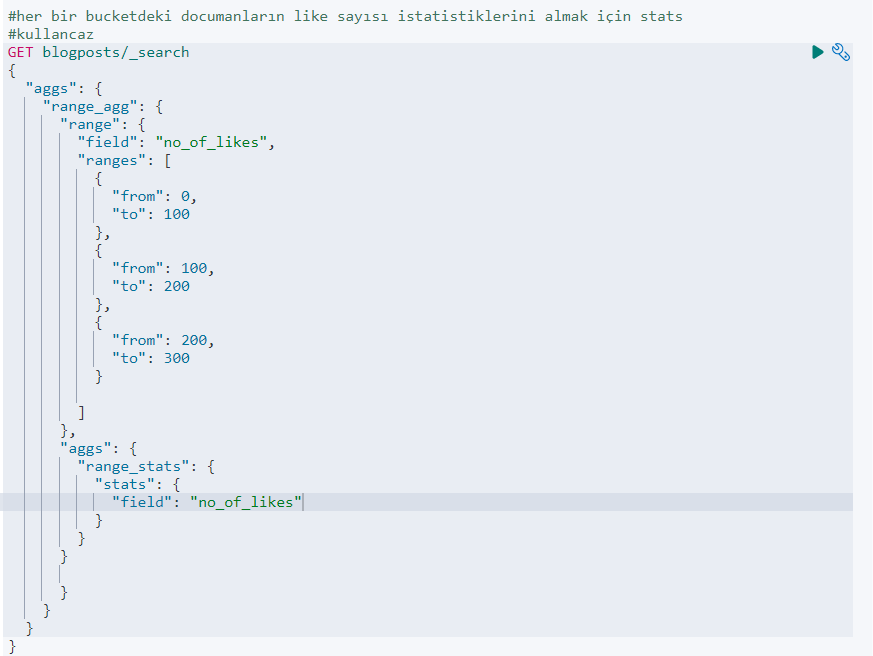 #her bir bucketdeki documanların like sayısı istatistiklerini almak için stats
#kullancaz
GET blogposts/_search
{
  "aggs": {
    "range_agg": {
      "range": {
        "field": "no_of_likes",
        "ranges": [
          {
            "from": 0,
            "to": 100
          },
          {
            "from": 100,
            "to": 200
          },
          {
            "from": 200,
            "to": 300
          }

        ]
      },
      "aggs": {
        "range_stats": {
          "stats": {
            "field": "no_of_likes"
          }
        }
      }

      }
    }
  }
}